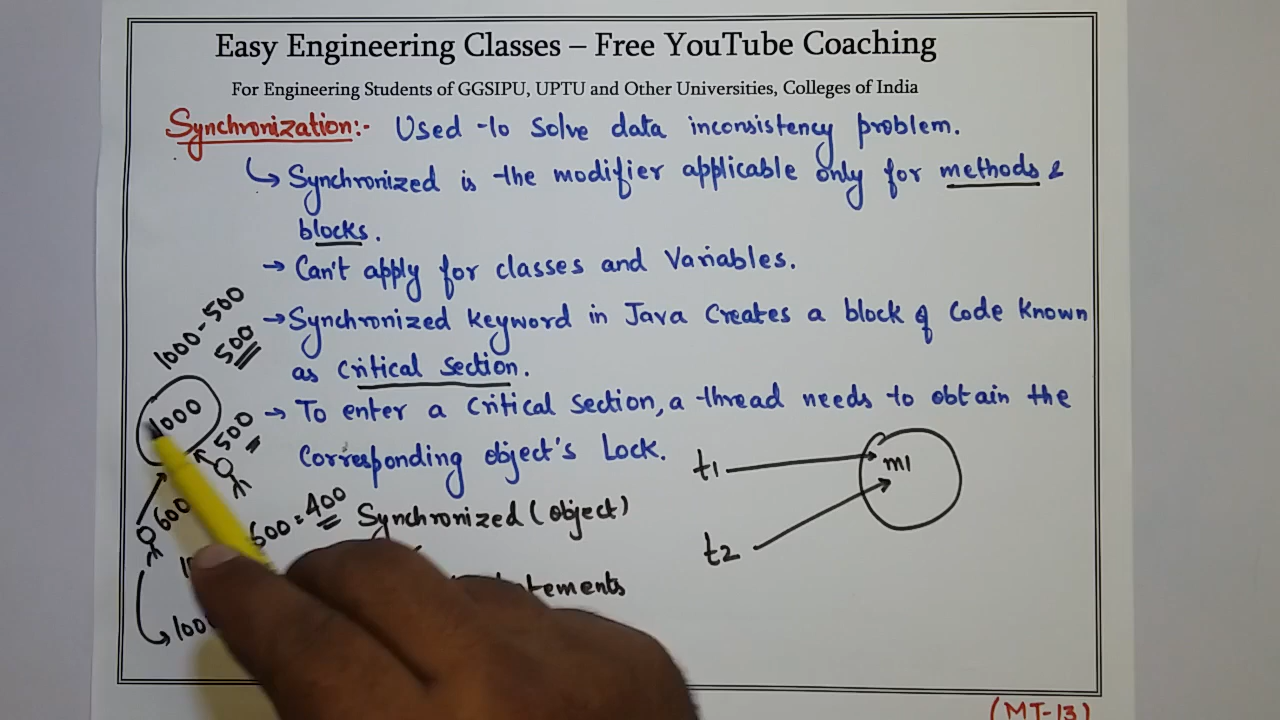 Easy Engineering Classes – Free YouTube Coaching
For Engineering Students of GGSIPU, UPTU and Other Universities, Colleges of India
Synchronization:- Used to solve data inconsistency problem.
↳ Synchronized is the modifier applicable only for methods &
blocks.
→ Can't apply for classes and Variables.
→ Synchronized keyword in Java Creates a block of Code Known
as Critical Section.
→ To enter a Critical Section, a thread needs to obtain the
Corresponding object's Lock.
1000-500
500
1000
500
600
600 = 400
1000
Synchronized (object)
t1
m1
t2
(MT-13)